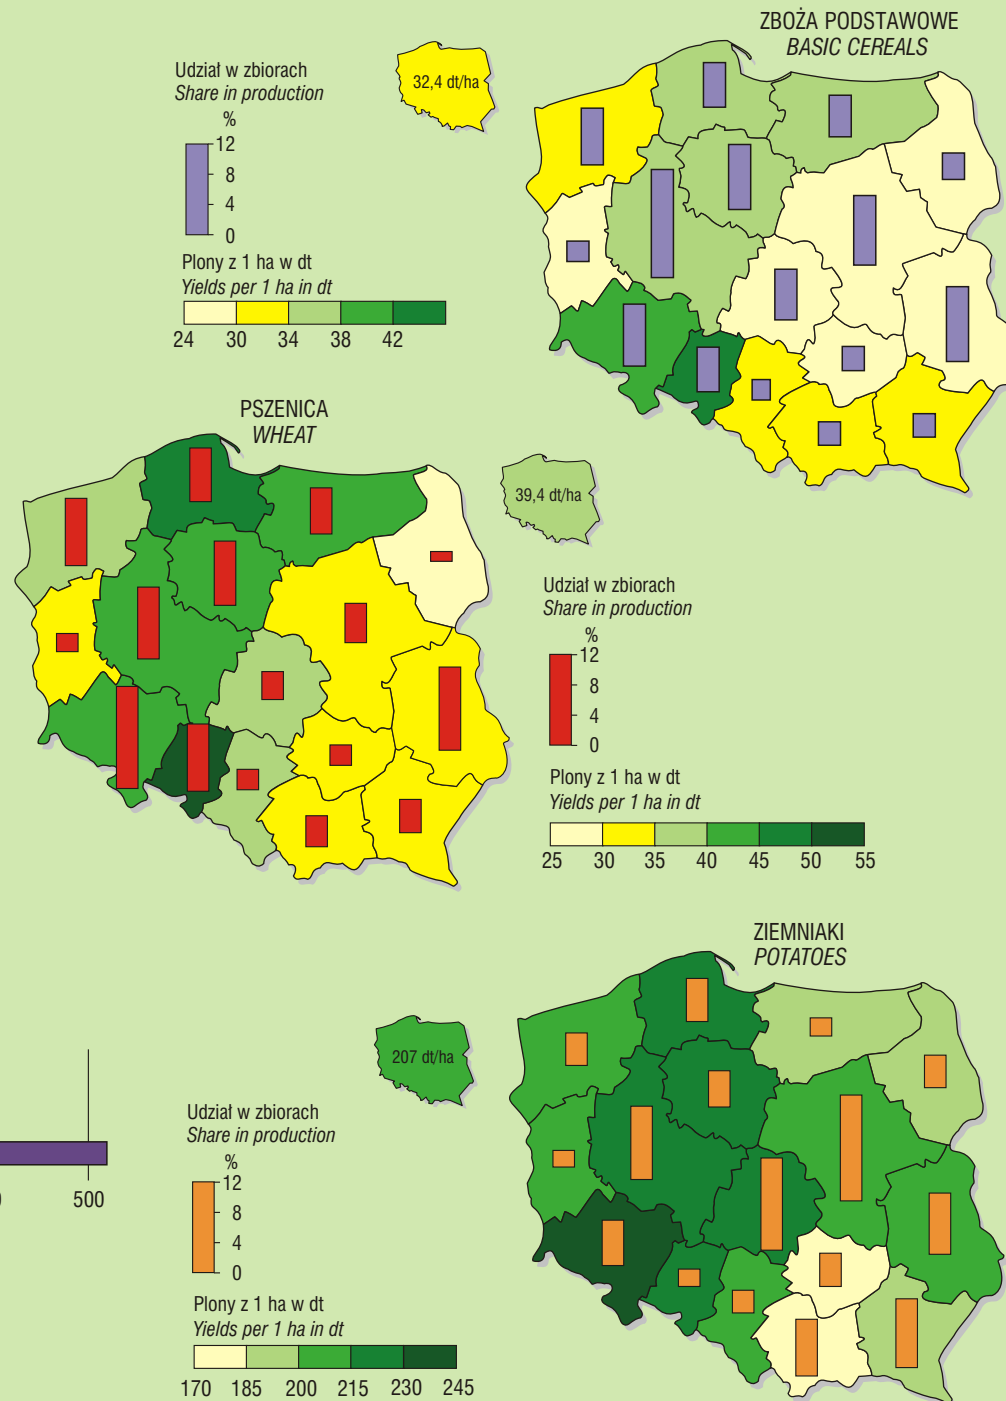 ZBOŻA PODSTAWOWE
BASIC CEREALS
32,4 dt/ha
Udział w zbiorach
Share in production
%
12
8
4
0
Plony z 1 ha w dt
Yields per 1 ha in dt
24 30 34 38 42
PSZENICA
WHEAT
39,4 dt/ha
Udział w zbiorach
Share in production
%
12
8
4
0
Plony z 1 ha w dt
Yields per 1 ha in dt
25 30 35 40 45 50 55
ZIEMNIAKI
POTATOES
207 dt/ha
Udział w zbiorach
Share in production
%
12
8
4
0
Plony z 1 ha w dt
Yields per 1 ha in dt
170 185 200 215 230 245
500